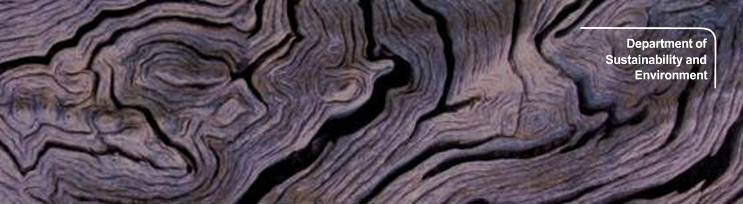 Department of
Sustainability and
Environment